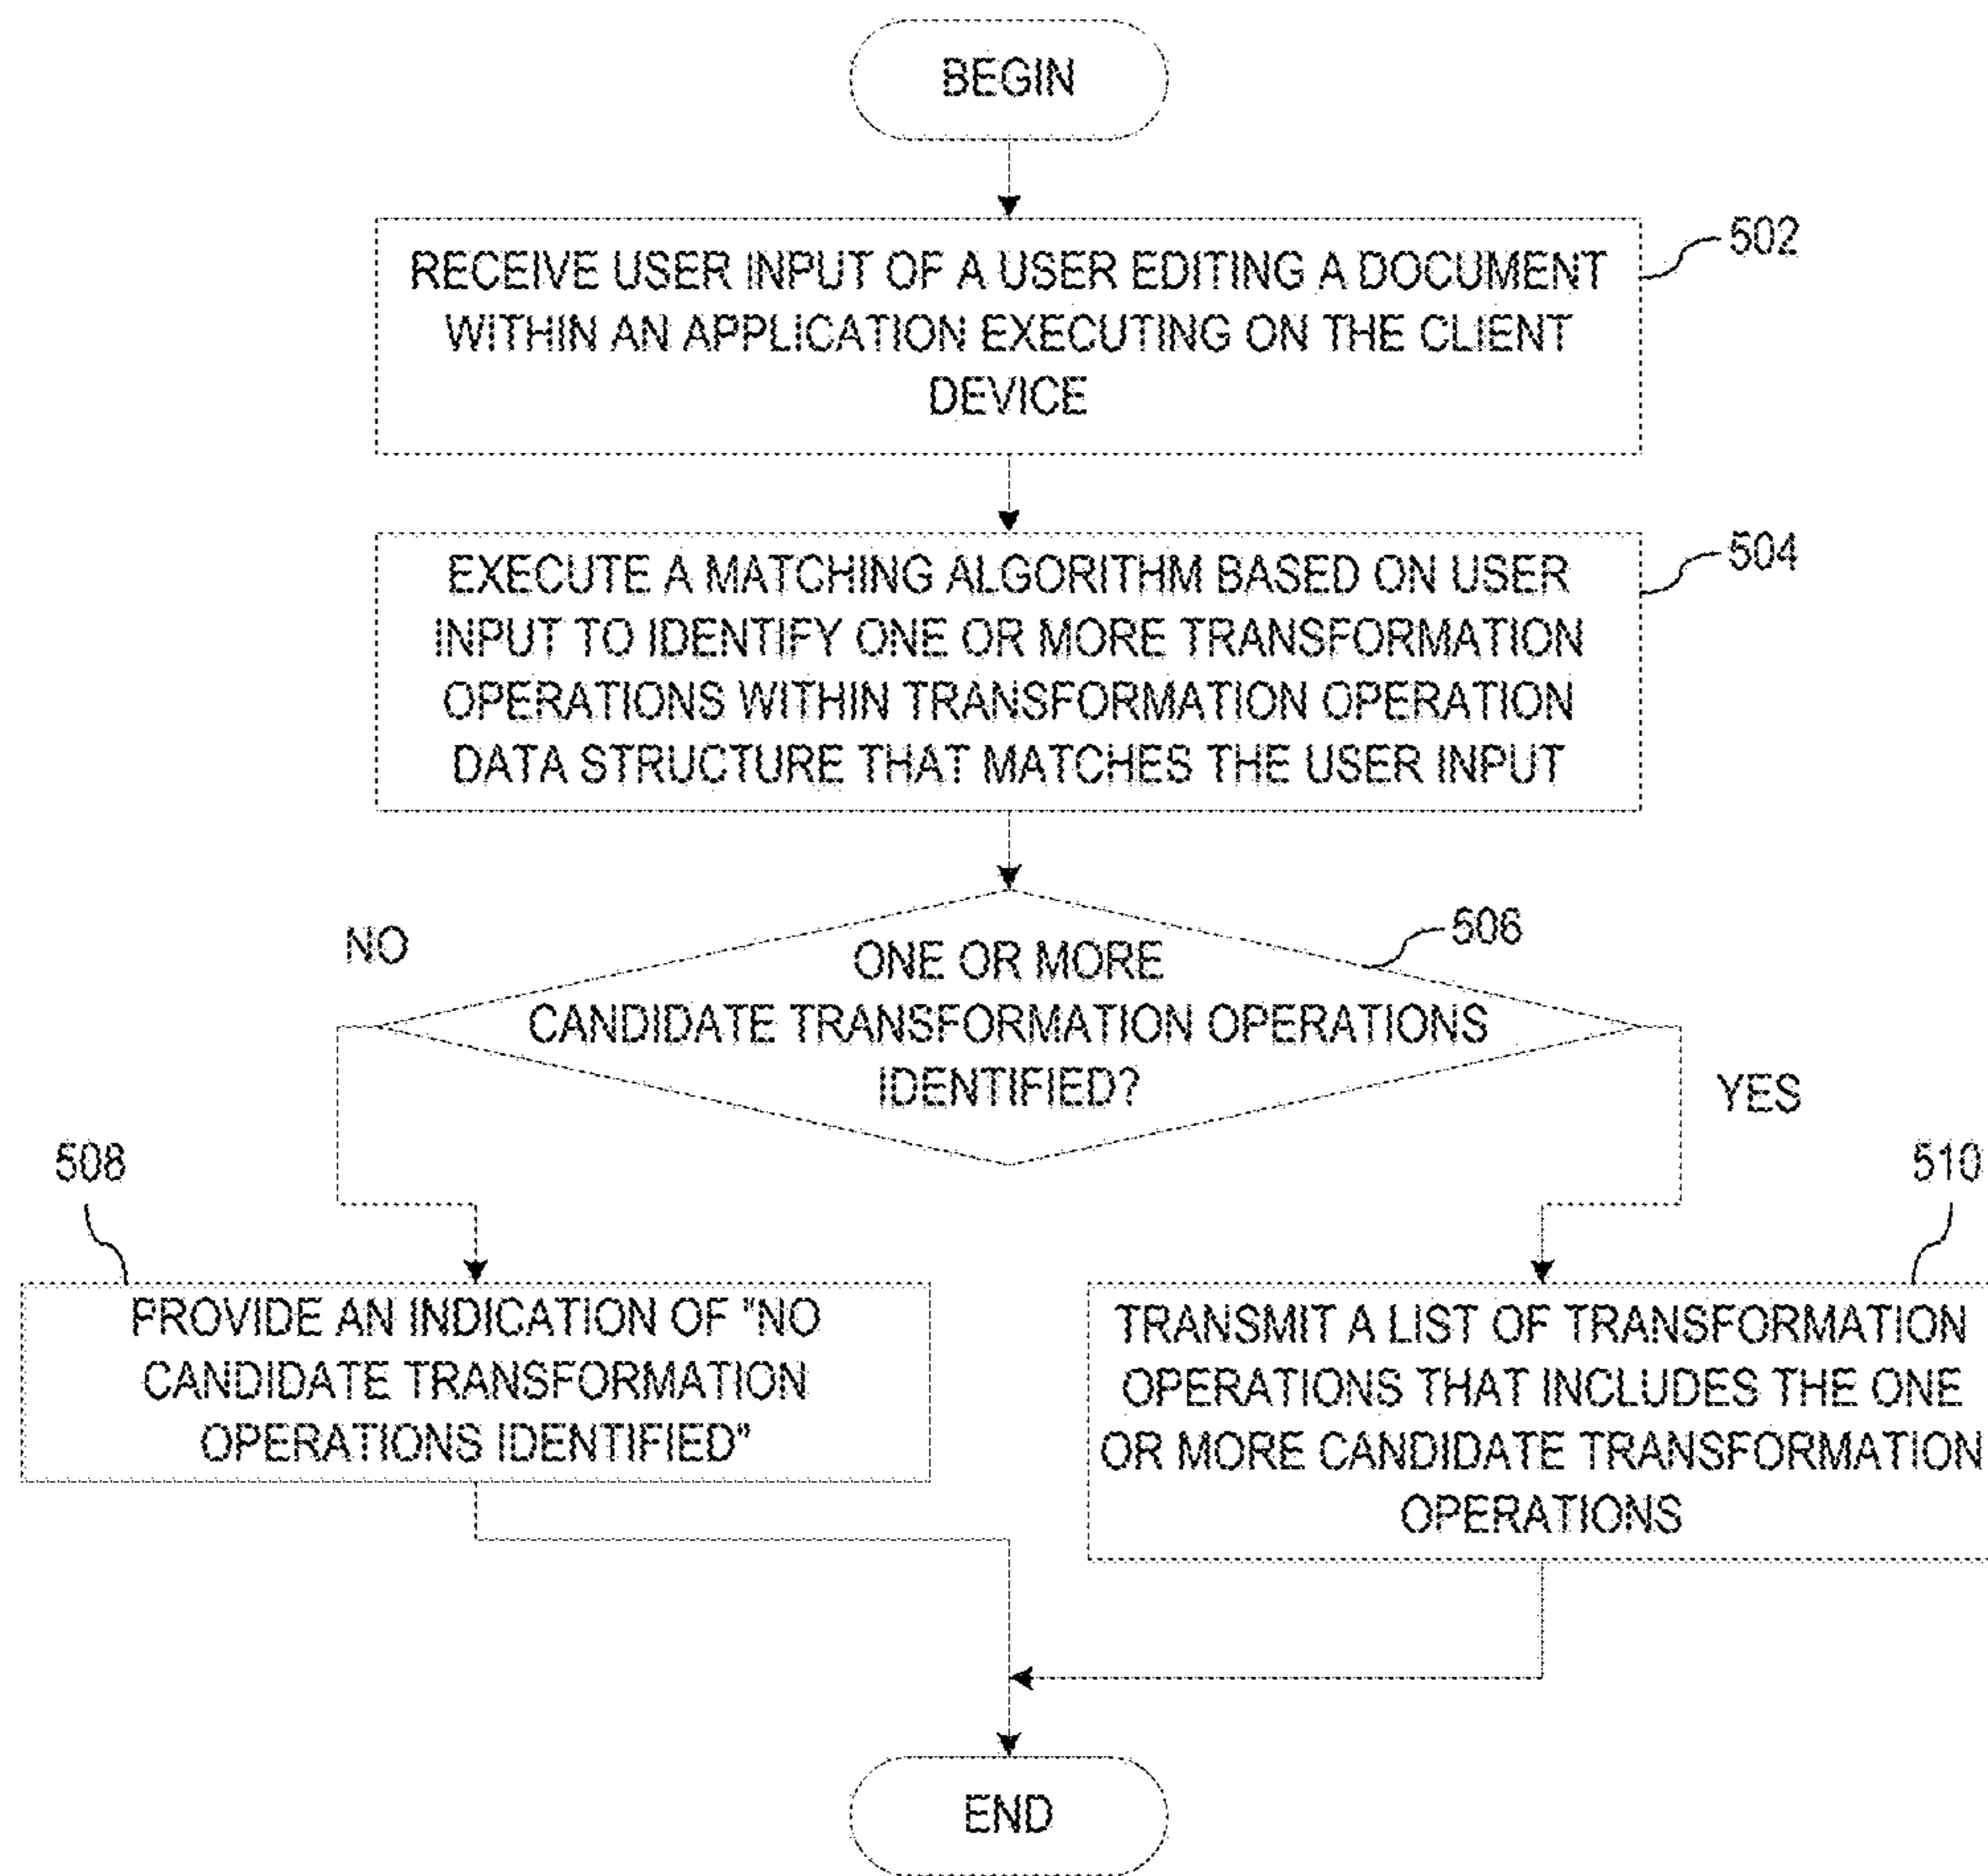 BEGIN
RECEIVE USER INPUT OF A USER EDITING A DOCUMENT
WITHIN AN APPLICATION EXECUTING ON THE CLIENT
DEVICE
502
EXECUTE A MATCHING ALGORITHM BASED ON USER
INPUT TO IDENTIFY ONE OR MORE TRANSFORMATION
OPERATIONS WITHIN TRANSFORMATION OPERATION
DATA STRUCTURE THAT MATCHES THE USER INPUT
504
ONE OR MORE
CANDIDATE TRANSFORMATION OPERATIONS
IDENTIFIED?
506
NO
YES
508
PROVIDE AN INDICATION OF "NO
CANDIDATE TRANSFORMATION
OPERATIONS IDENTIFIED"
510
TRANSMIT A LIST OF TRANSFORMATION
OPERATIONS THAT INCLUDES THE ONE
OR MORE CANDIDATE TRANSFORMATION
OPERATIONS
END